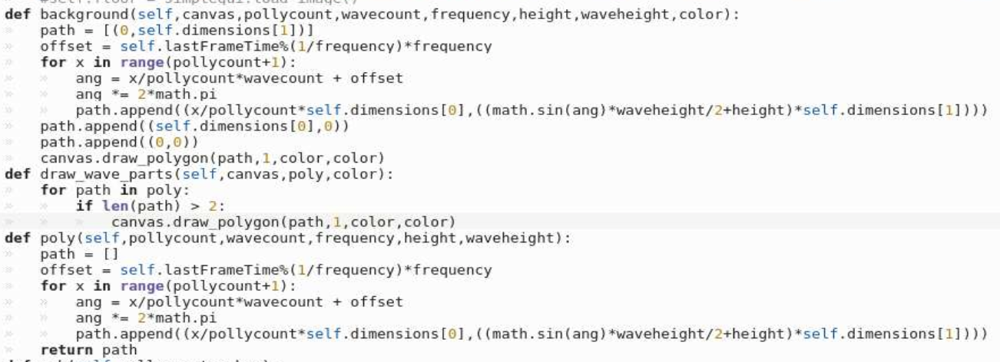 #self.floor = simplegui.load_image()
def background(self,canvas,pollycount,wavecount,frequency,height,waveheight,color):
    path = [(0,self.dimensions[1])]
    offset = self.lastFrameTime%(1/frequency)*frequency
    for x in range(pollycount+1):
        ang = x/pollycount*wavecount + offset
        ang *= 2*math.pi
        path.append((x/pollycount*self.dimensions[0],((math.sin(ang)*waveheight/2+height)*self.dimensions[1])))
    path.append((self.dimensions[0],0))
    path.append((0,0))
    canvas.draw_polygon(path,1,color,color)
def draw_wave_parts(self,canvas,poly,color):
    for path in poly:
        if len(path) > 2:
            canvas.draw_polygon(path,1,color,color)
def poly(self,pollycount,wavecount,frequency,height,waveheight):
    path = []
    offset = self.lastFrameTime%(1/frequency)*frequency
    for x in range(pollycount+1):
        ang = x/pollycount*wavecount + offset
        ang *= 2*math.pi
        path.append((x/pollycount*self.dimensions[0],((math.sin(ang)*waveheight/2+height)*self.dimensions[1])))
    return path